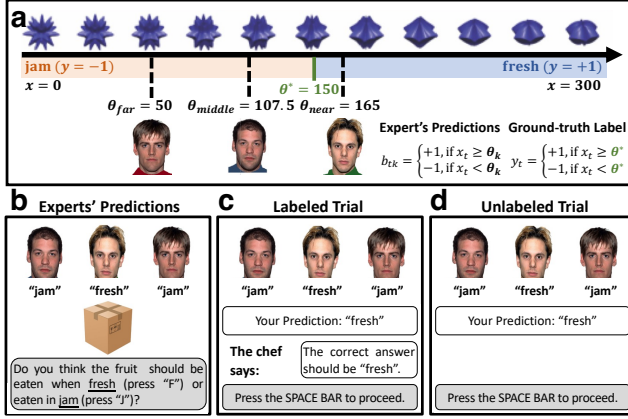 a
jam (y = −1)
fresh (y = +1)
x = 0
θ* = 150
x = 300
θfar = 50
θmiddle = 107.5
θnear = 165
Expert's Predictions
Ground-truth Label
btk = {+1, if xt ≥ θk
−1, if xt < θk
yt = {+1, if xt ≥ θ*
−1, if xt < θ*
b
Experts' Predictions
"jam"
"fresh"
"jam"
Do you think the fruit should be
eaten when fresh (press "F") or
eaten in jam (press "J")?
c
Labeled Trial
"jam"
"fresh"
"jam"
Your Prediction: "fresh"
The chef
says:
The correct answer
should be "fresh".
Press the SPACE BAR to proceed.
d
Unlabeled Trial
"jam"
"fresh"
"jam"
Your Prediction: "fresh"
Press the SPACE BAR to proceed.